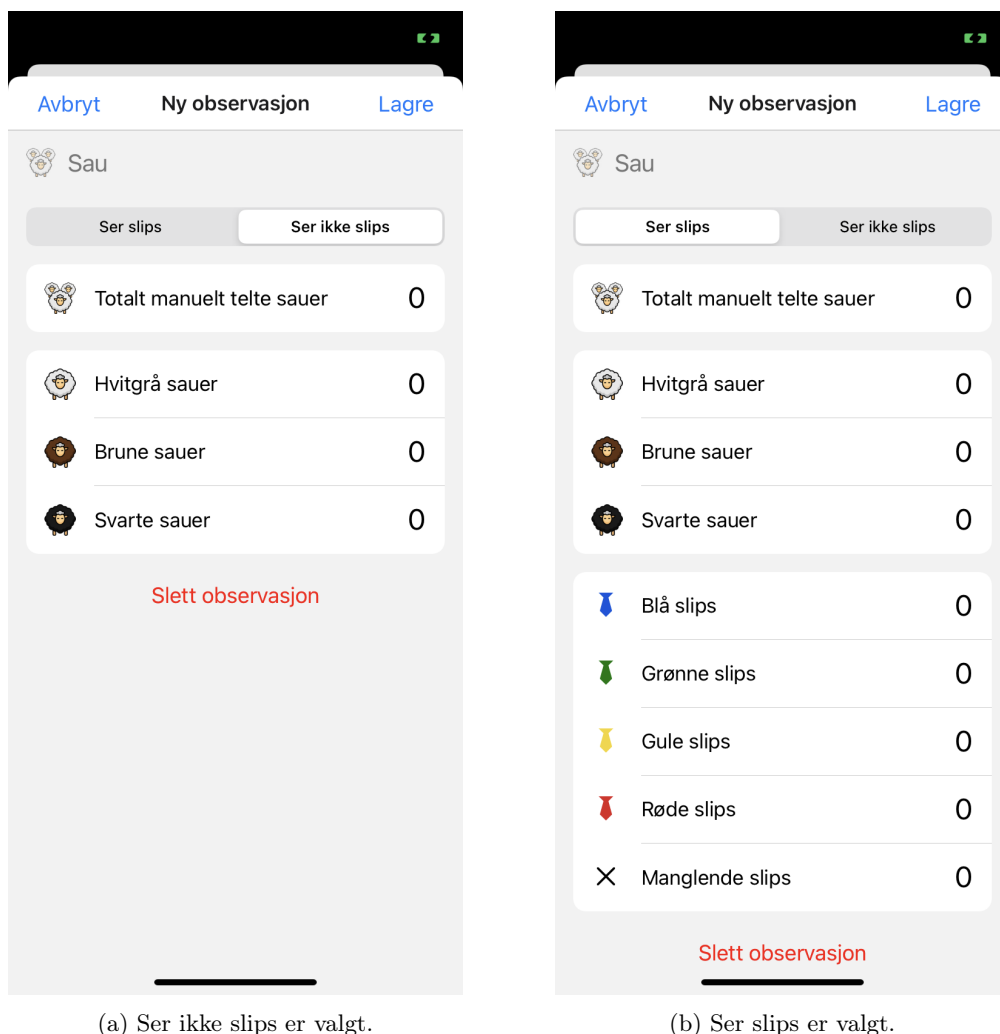 Avbryt Ny observasjon Lagre
Sau
Ser slips Ser ikke slips
Totalt manuelt telte sauer 0
Hvitgrå sauer 0
Brune sauer 0
Svarte sauer 0
Slett observasjon
(a) Ser ikke slips er valgt.
Avbryt Ny observasjon Lagre
Sau
Ser slips Ser ikke slips
Totalt manuelt telte sauer 0
Hvitgrå sauer 0
Brune sauer 0
Svarte sauer 0
Blå slips 0
Grønne slips 0
Gule slips 0
Røde slips 0
Manglende slips 0
Slett observasjon
(b) Ser slips er valgt.